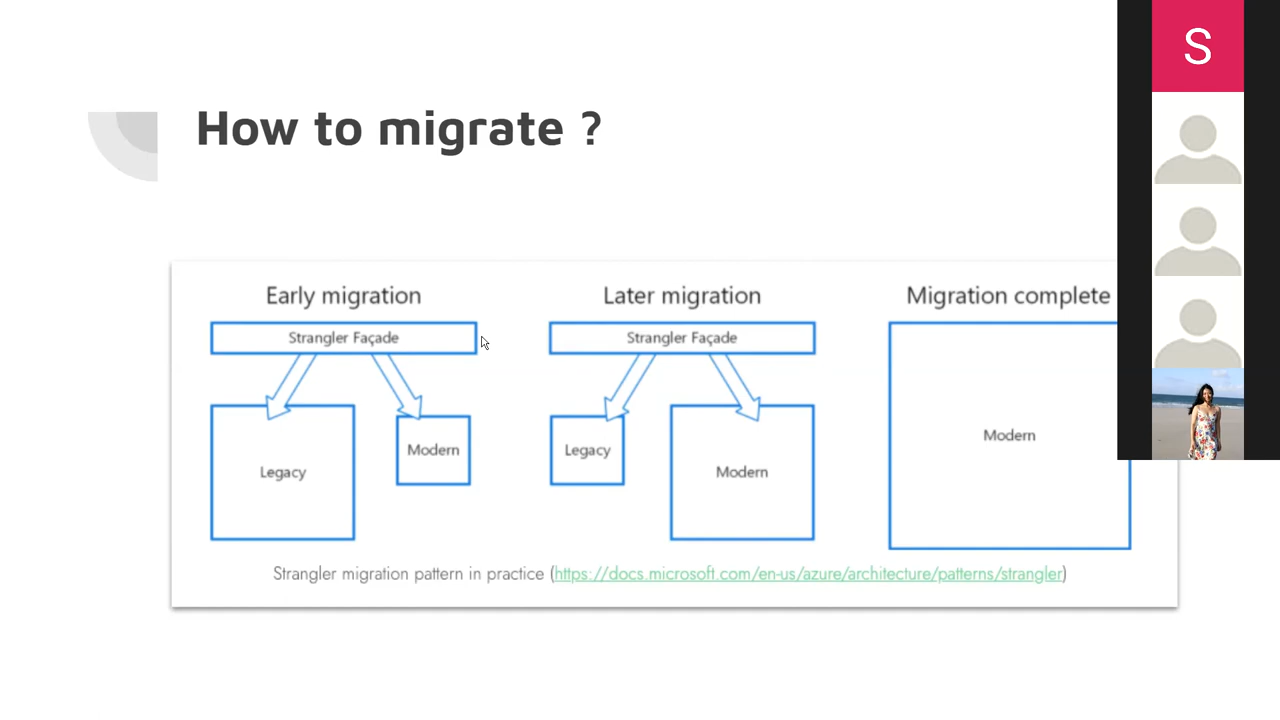 S
How to migrate ?
Early migration
Later migration
Migration complete
Strangler Façade
Strangler Façade
Legacy
Modern
Legacy
Modern
Modern
Strangler migration pattern in practice (https://docs.microsoft.com/en-us/azure/architecture/patterns/strangler)